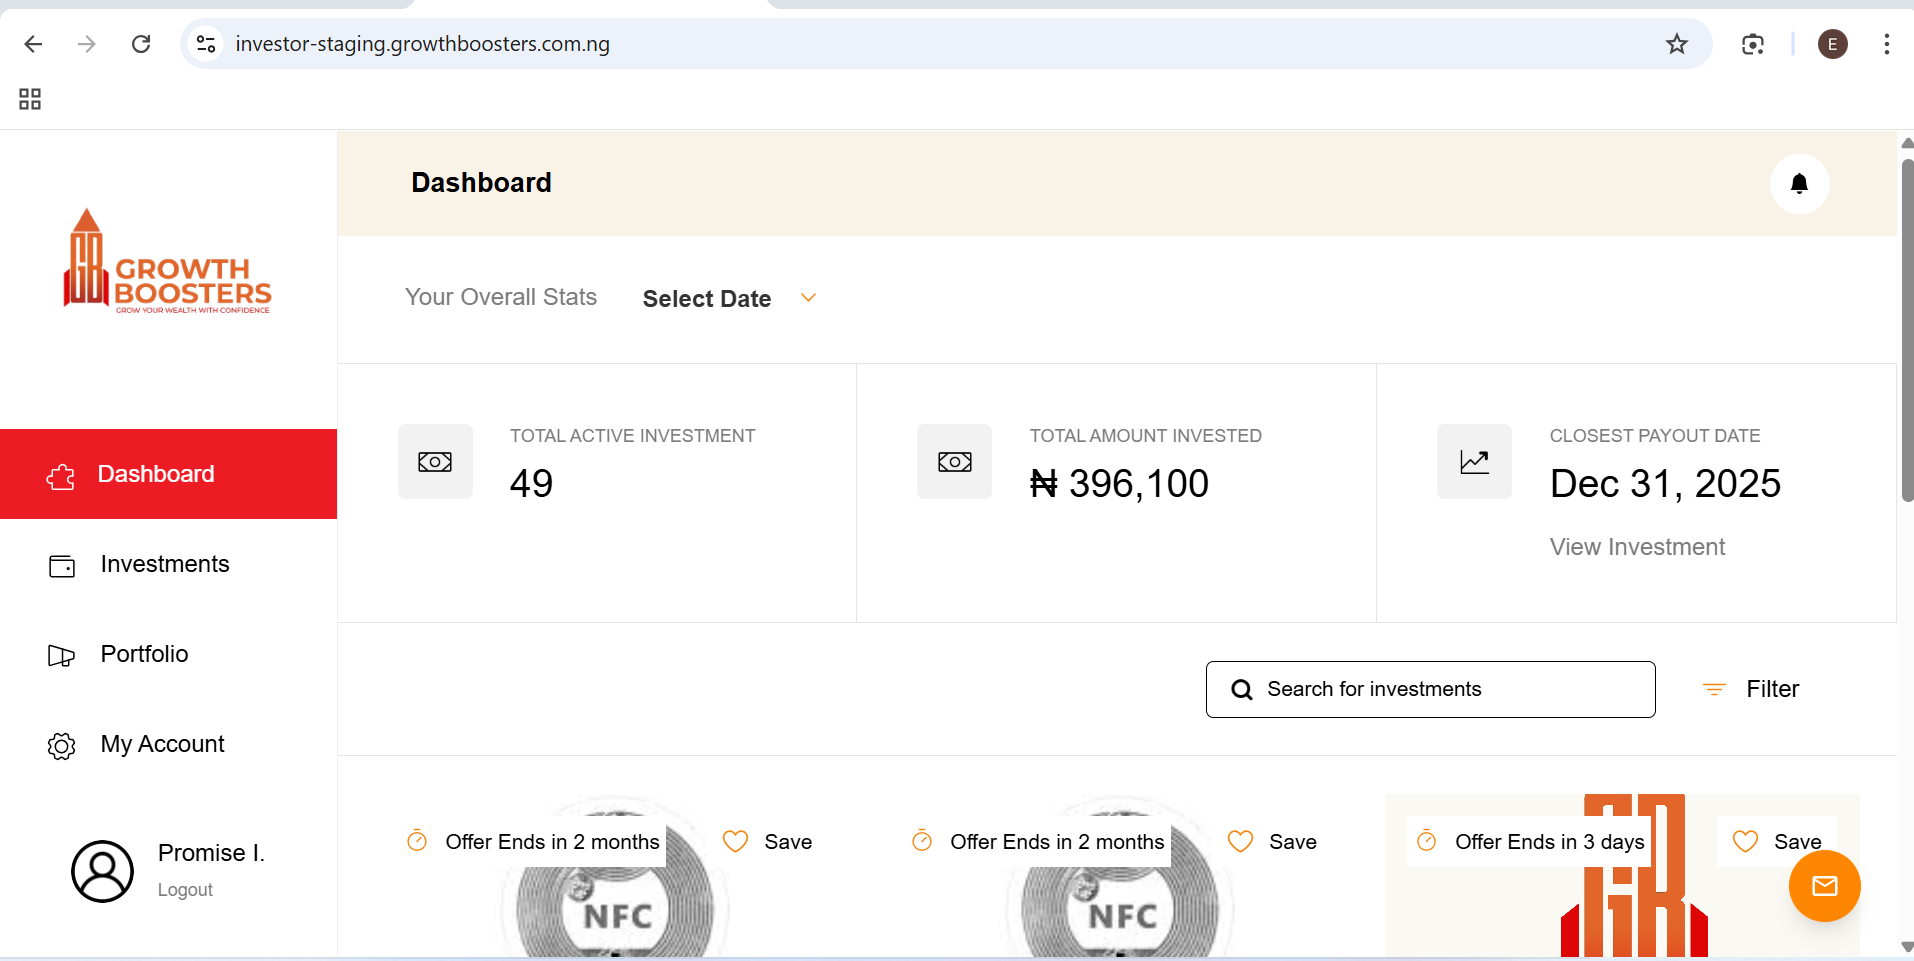 investor-staging.growthboosters.com.ng
E
Dashboard
GROWTH
BOOSTERS
GROW YOUR WEALTH WITH CONFIDENCE
Your Overall Stats
Select Date
TOTAL ACTIVE INVESTMENT
49
TOTAL AMOUNT INVESTED
₦ 396,100
CLOSEST PAYOUT DATE
Dec 31, 2025
View Investment
Dashboard
Investments
Portfolio
My Account
Promise I.
Logout
Search for investments
Filter
Offer Ends in 2 months
Save
NFC
Offer Ends in 2 months
Save
NFC
Offer Ends in 3 days
Save
GB